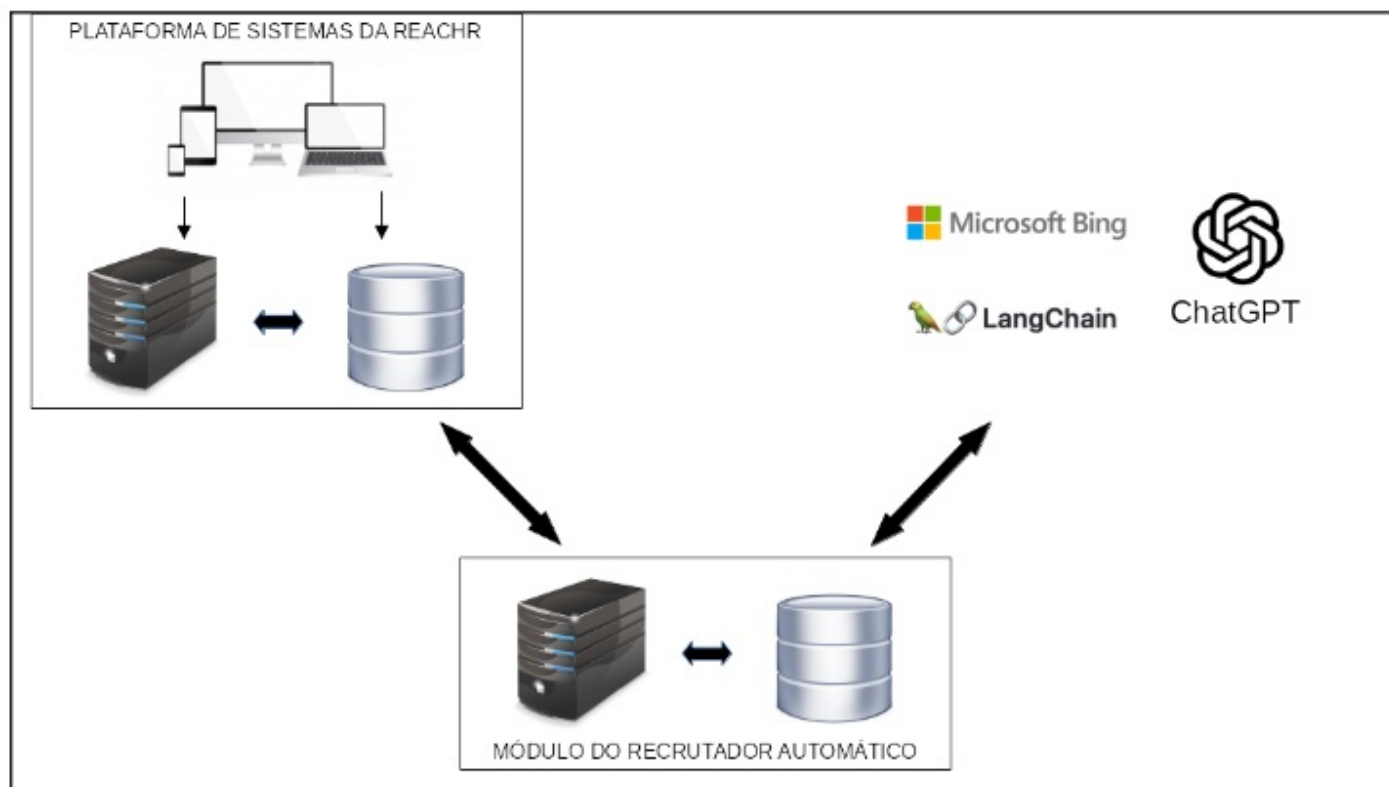 PLATAFORMA DE SISTEMAS DA REACHR
Microsoft Bing
LangChain
ChatGPT
MÓDULO DO RECRUTADOR AUTOMÁTICO